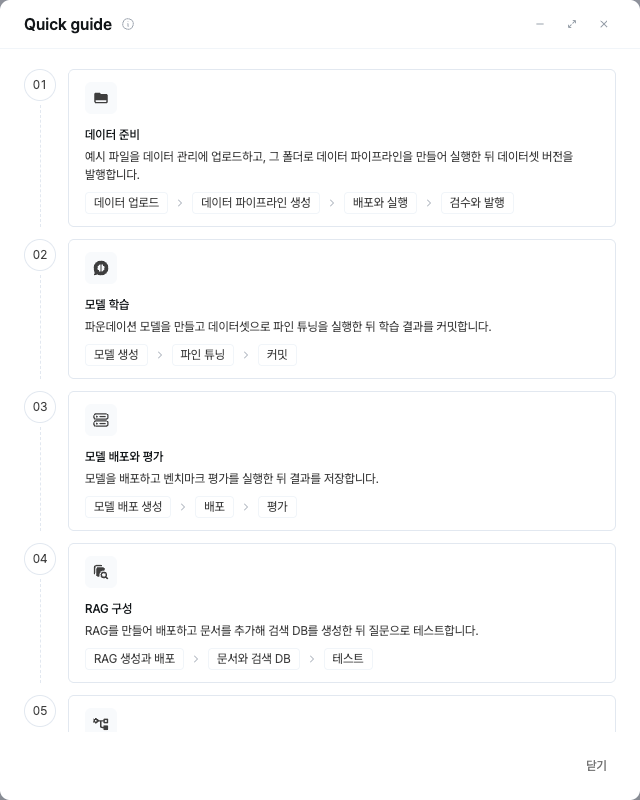 Quick guide
01
데이터 준비
예시 파일을 데이터 관리에 업로드하고, 그 폴더로 데이터 파이프라인을 만들어 실행한 뒤 데이터셋 버전을
발행합니다.
데이터 업로드 > 데이터 파이프라인 생성 > 배포와 실행 > 검수와 발행
02
모델 학습
파운데이션 모델을 만들고 데이터셋으로 파인 튜닝을 실행한 뒤 학습 결과를 커밋합니다.
모델 생성 > 파인 튜닝 > 커밋
03
모델 배포와 평가
모델을 배포하고 벤치마크 평가를 실행한 뒤 결과를 저장합니다.
모델 배포 생성 > 배포 > 평가
04
RAG 구성
RAG를 만들어 배포하고 문서를 추가해 검색 DB를 생성한 뒤 질문으로 테스트합니다.
RAG 생성과 배포 > 문서와 검색 DB > 테스트
05
닫기